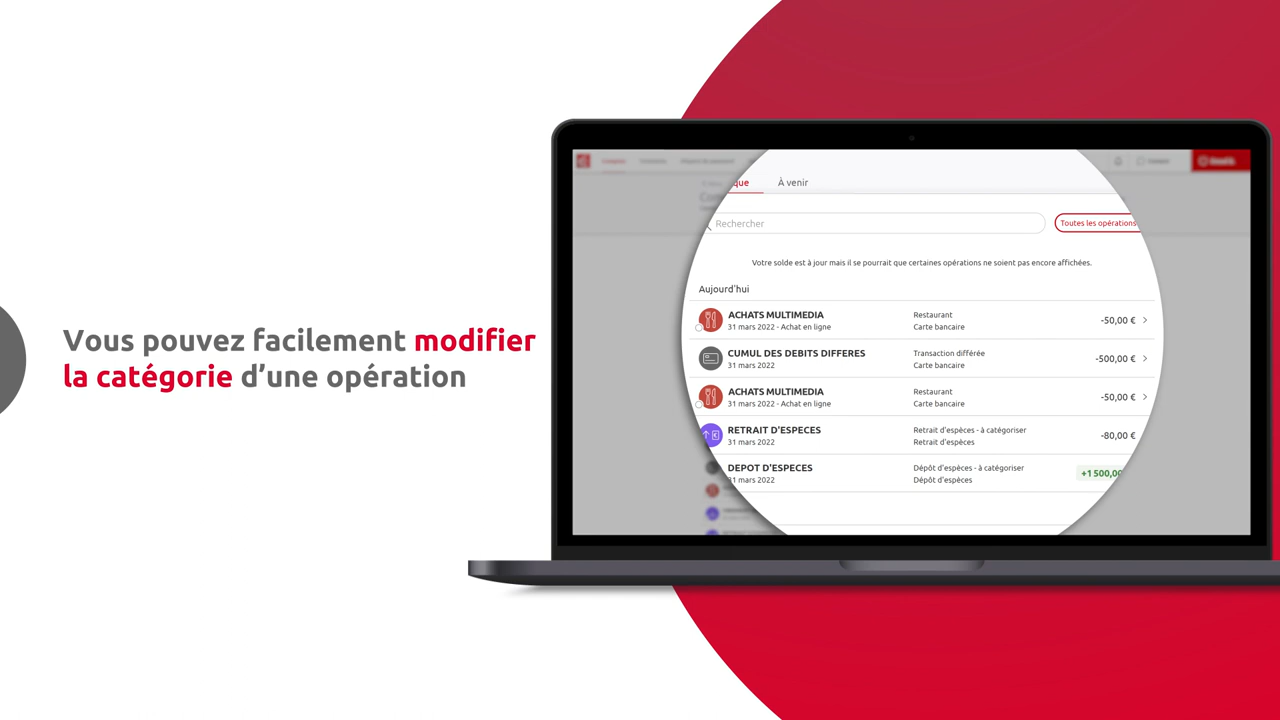 Vous pouvez facilement modifier
la catégorie d'une opération
que
À venir
Rechercher
Toutes les opérations
Votre solde est à jour mais il se pourrait que certaines opérations ne soient pas encore affichées.
Aujourd'hui
ACHATS MULTIMEDIA Restaurant
31 mars 2022 - Achat en ligne Carte bancaire
-50,00 €
CUMUL DES DEBITS DIFFERES Transaction différée
31 mars 2022 Carte bancaire
-500,00 €
ACHATS MULTIMEDIA Restaurant
31 mars 2022 - Achat en ligne Carte bancaire
-50,00 €
RETRAIT D'ESPECES Retrait d'espèces - à catégoriser
31 mars 2022 Retrait d'espèces
-80,00 €
DEPOT D'ESPECES Dépôt d'espèces - à catégoriser
31 mars 2022 Dépôt d'espèces
+1 500,00